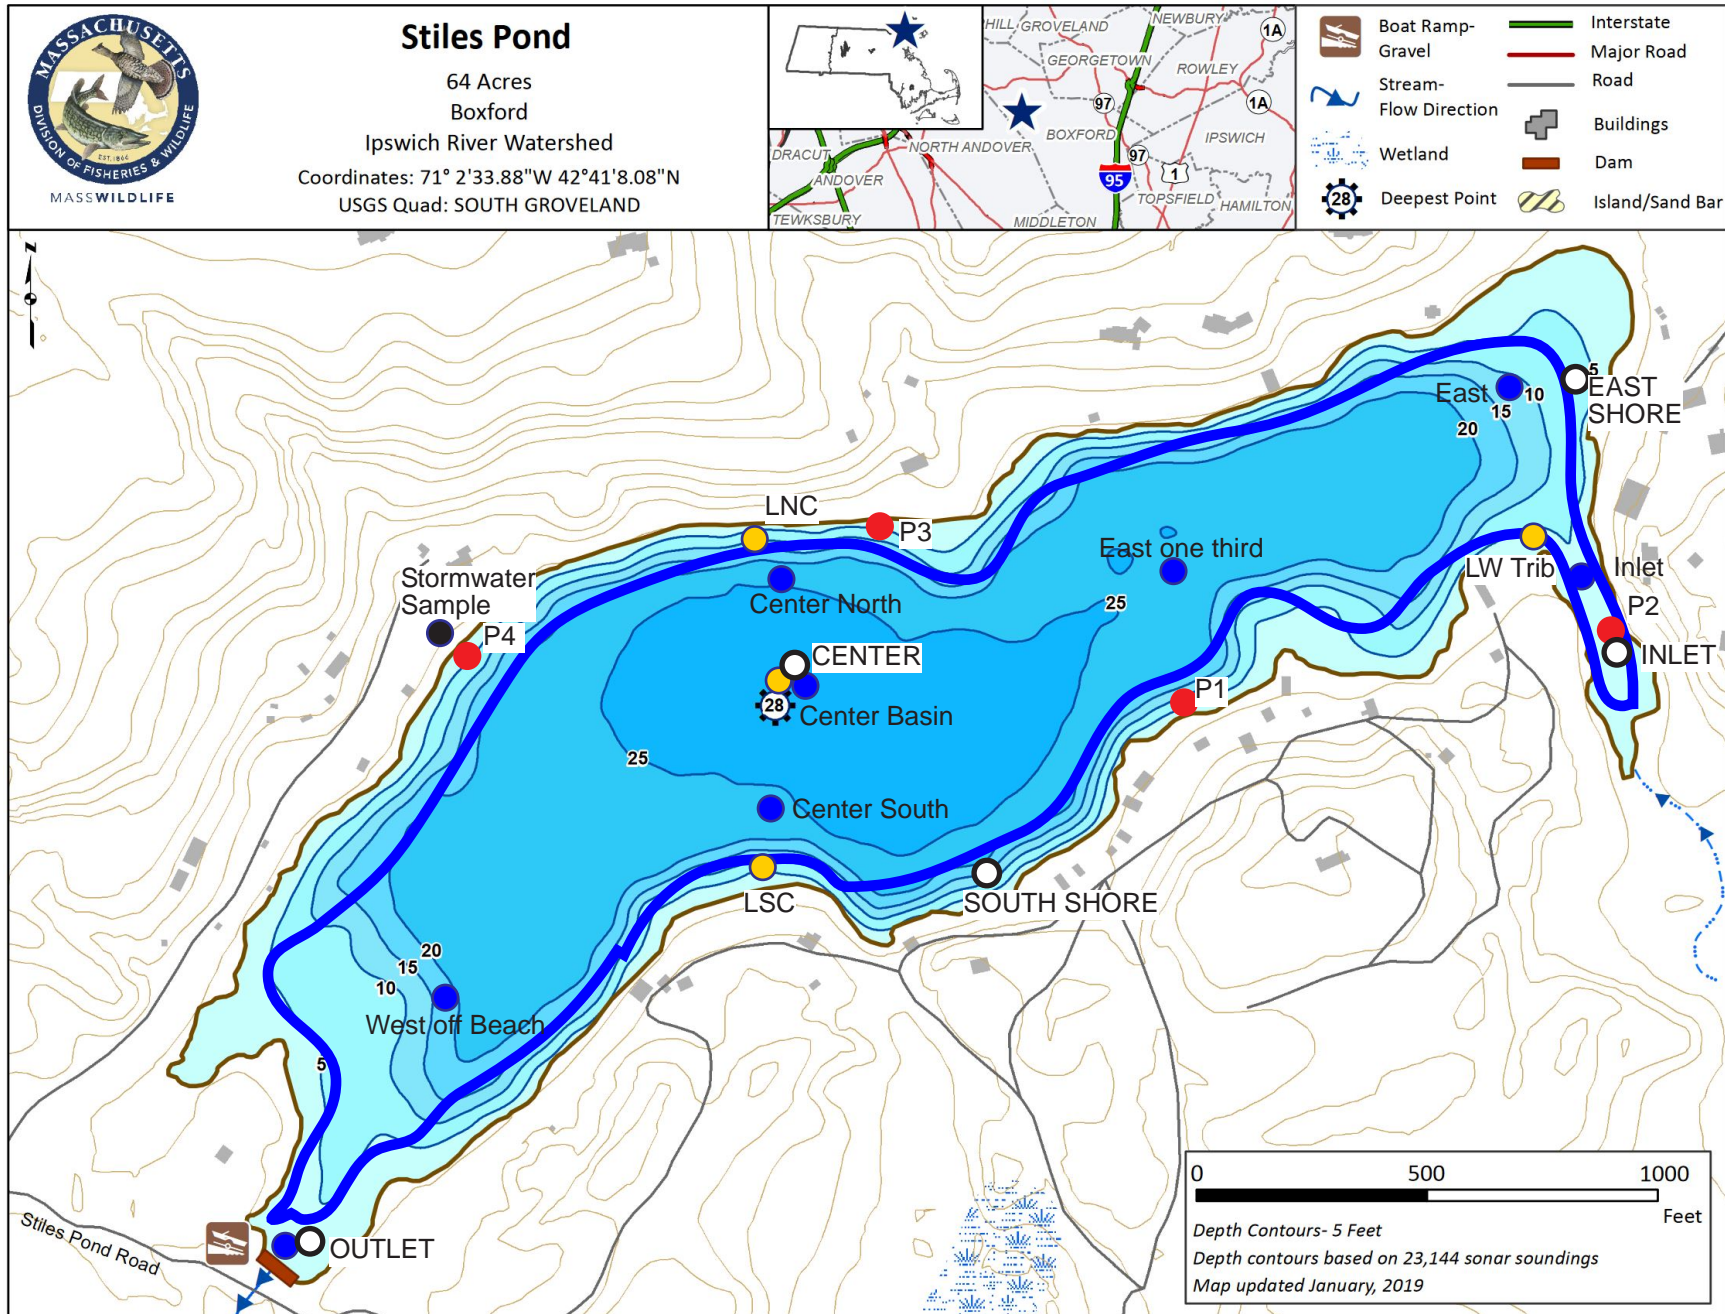 MASSACHUSETTS
DIVISION OF FISHERIES & WILDLIFE
EST. 1866
MASSWILDLIFE
Stiles Pond
64 Acres
Boxford
Ipswich River Watershed
Coordinates: 71° 2'33.88"W 42°41'8.08"N
USGS Quad: SOUTH GROVELAND
HILL
GROVELAND
NEWBURY
1A
GEORGETOWN
ROWLEY
97
1A
BOXFORD
IPSWICH
NORTH ANDOVER
DRACUT
97
ANDOVER
95
1
TOPSFIELD
HAMILTON
TEWKSBURY
MIDDLETON
Boat Ramp-
Gravel
Stream-
Flow Direction
Wetland
28
Deepest Point
Interstate
Major Road
Road
Buildings
Dam
Island/Sand Bar
N
5
EAST
SHORE
East
10
15
20
LNC
P3
East one third
LW Trib
Inlet
Stormwater
Sample
Center North
25
P2
P4
CENTER
INLET
P1
28
Center Basin
25
Center South
LSC
SOUTH SHORE
20
15
10
West off Beach
5
OUTLET
Stiles Pond Road
0
500
1000
Feet
Depth Contours- 5 Feet
Depth contours based on 23,144 sonar soundings
Map updated January, 2019